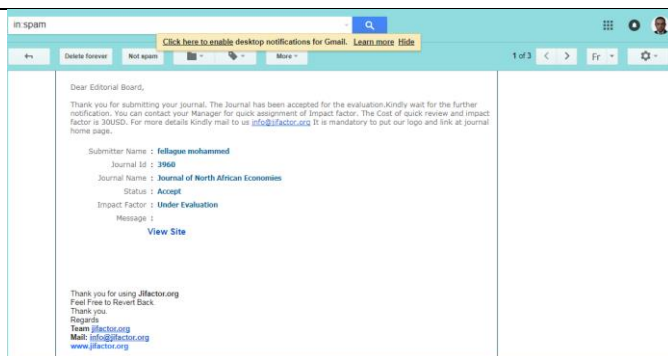 in:spam
Click here to enable desktop notifications for Gmail. Learn more Hide
Delete forever Not spam More 1 of 3 Fr
Dear Editorial Board,
Thank you for submitting your journal. The Journal has been accepted for the evaluation.Kindly wait for the further
notification. You can contact your Manager for quick assignment of Impact factor. The Cost of quick review and impact
factor is 30USD. For more details Kindly mail to us info@jifactor.org It is mandatory to put our logo and link at journal
home page.
Submitter Name : fellague mohammed
Journal Id : 3960
Journal Name : Journal of North African Economies
Status : Accept
Impact Factor : Under Evaluation
Message :
View Site
Thank you for using Jifactor.org
Feel Free to Revert Back
Thank you.
Regards
Team jifactor.org
Mail: info@jifactor.org
www.jifactor.org